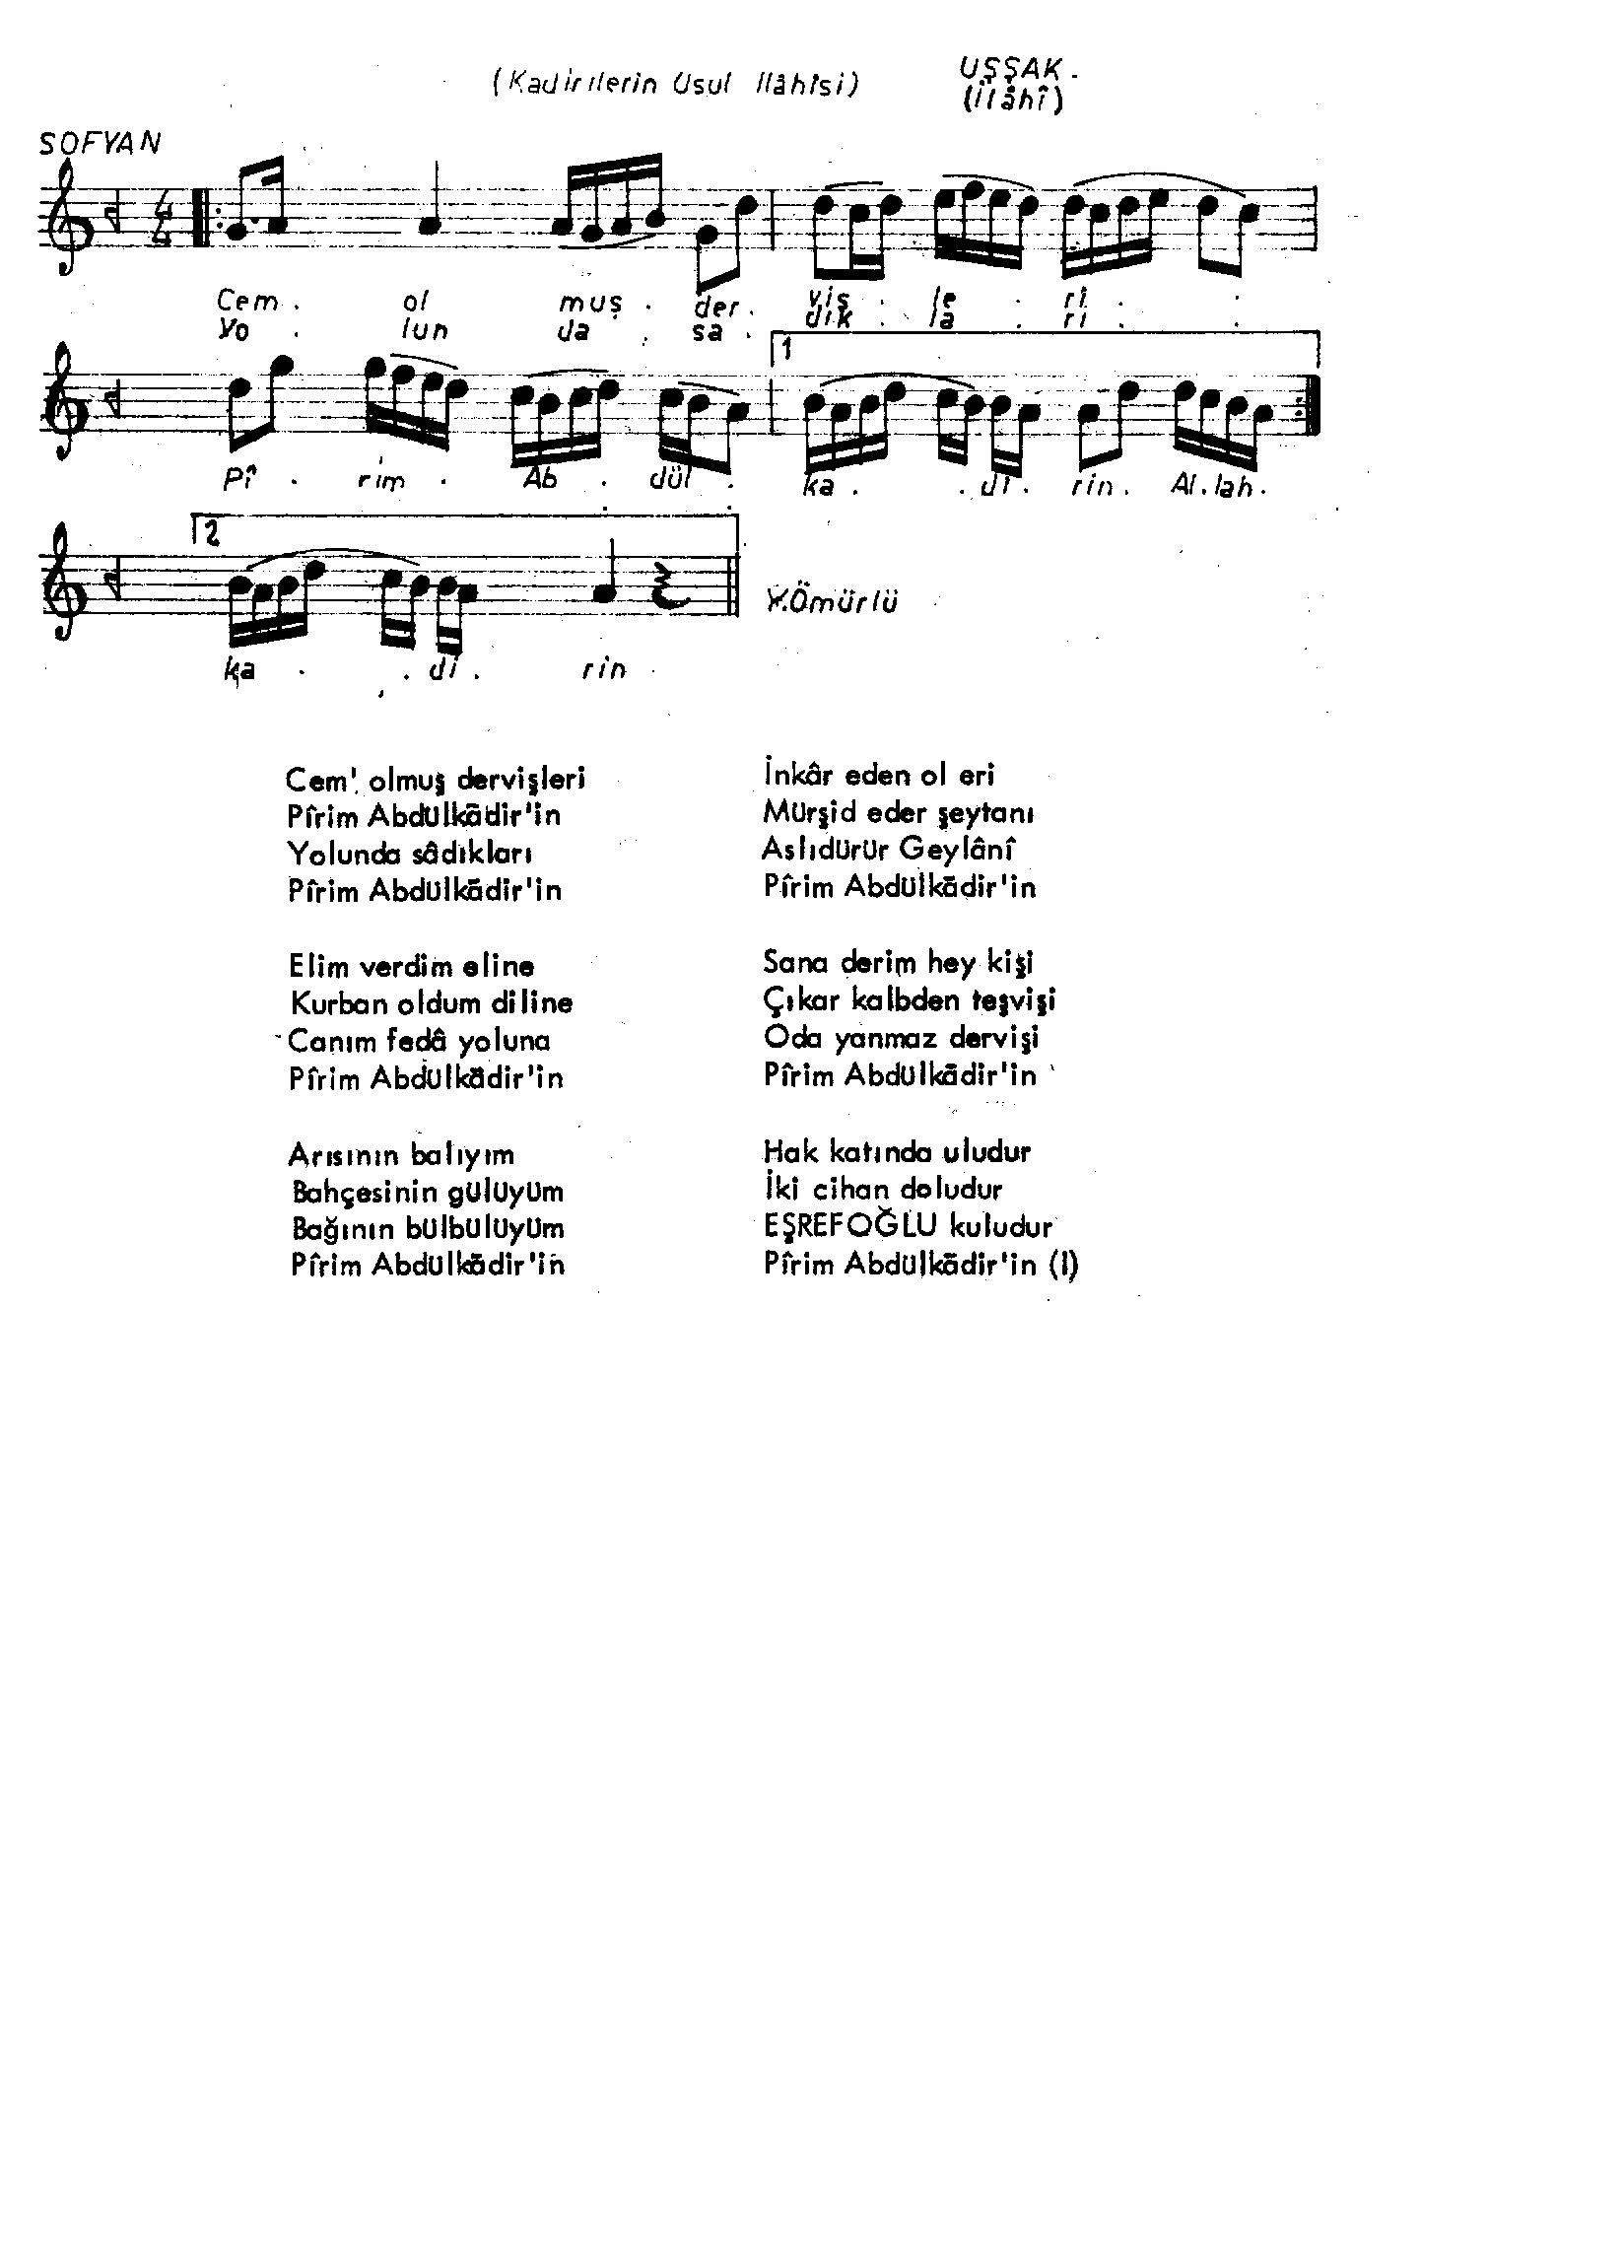 (Kadirilerin Usul İlâhisi)
UŞŞAK.
(İlâhî)
SOFYAN
4
4
Cem . ol muş . der . viş . le . ri . .
Yo . lun da . sa . dık . la . rı . .
1
Pî . rim . Ab . dül . ka . . di . rin . Al . lah .
2
ka . . di . rin
Y.Ömürlü
Cem' olmuş dervişleri
Pîrim Abdülkâdir'in
Yolunda sâdıkları
Pîrim Abdülkâdir'in
Elim verdim eline
Kurban oldum diline
Canım fedâ yoluna
Pîrim Abdülkâdir'in
Arısının balıyım
Bahçesinin gülüyüm
Bağının bülbülüyüm
Pîrim Abdülkâdir'in
İnkâr eden ol eri
Mürşid eder şeytanı
Aslıdürür Geylânî
Pîrim Abdülkâdir'in
Sana derim hey kişi
Çıkar kalbden teşvişi
Oda yanmaz dervişi
Pîrim Abdülkâdir'in
Hak katında uludur
İki cihan doludur
EŞREFOĞLU kuludur
Pîrim Abdülkâdir'in (I)